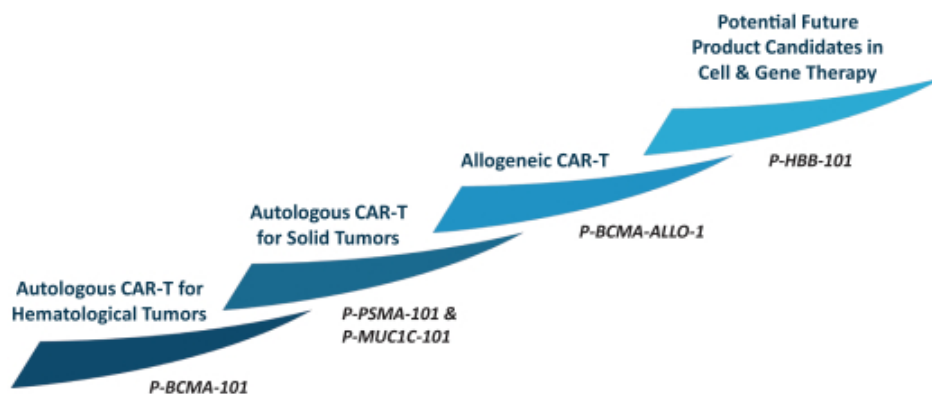 Potential Future
Product Candidates in
Cell & Gene Therapy
P-HBB-101
Allogeneic CAR-T
P-BCMA-ALLO-1
Autologous CAR-T
for Solid Tumors
P-PSMA-101 &
P-MUC1C-101
Autologous CAR-T for
Hematological Tumors
P-BCMA-101